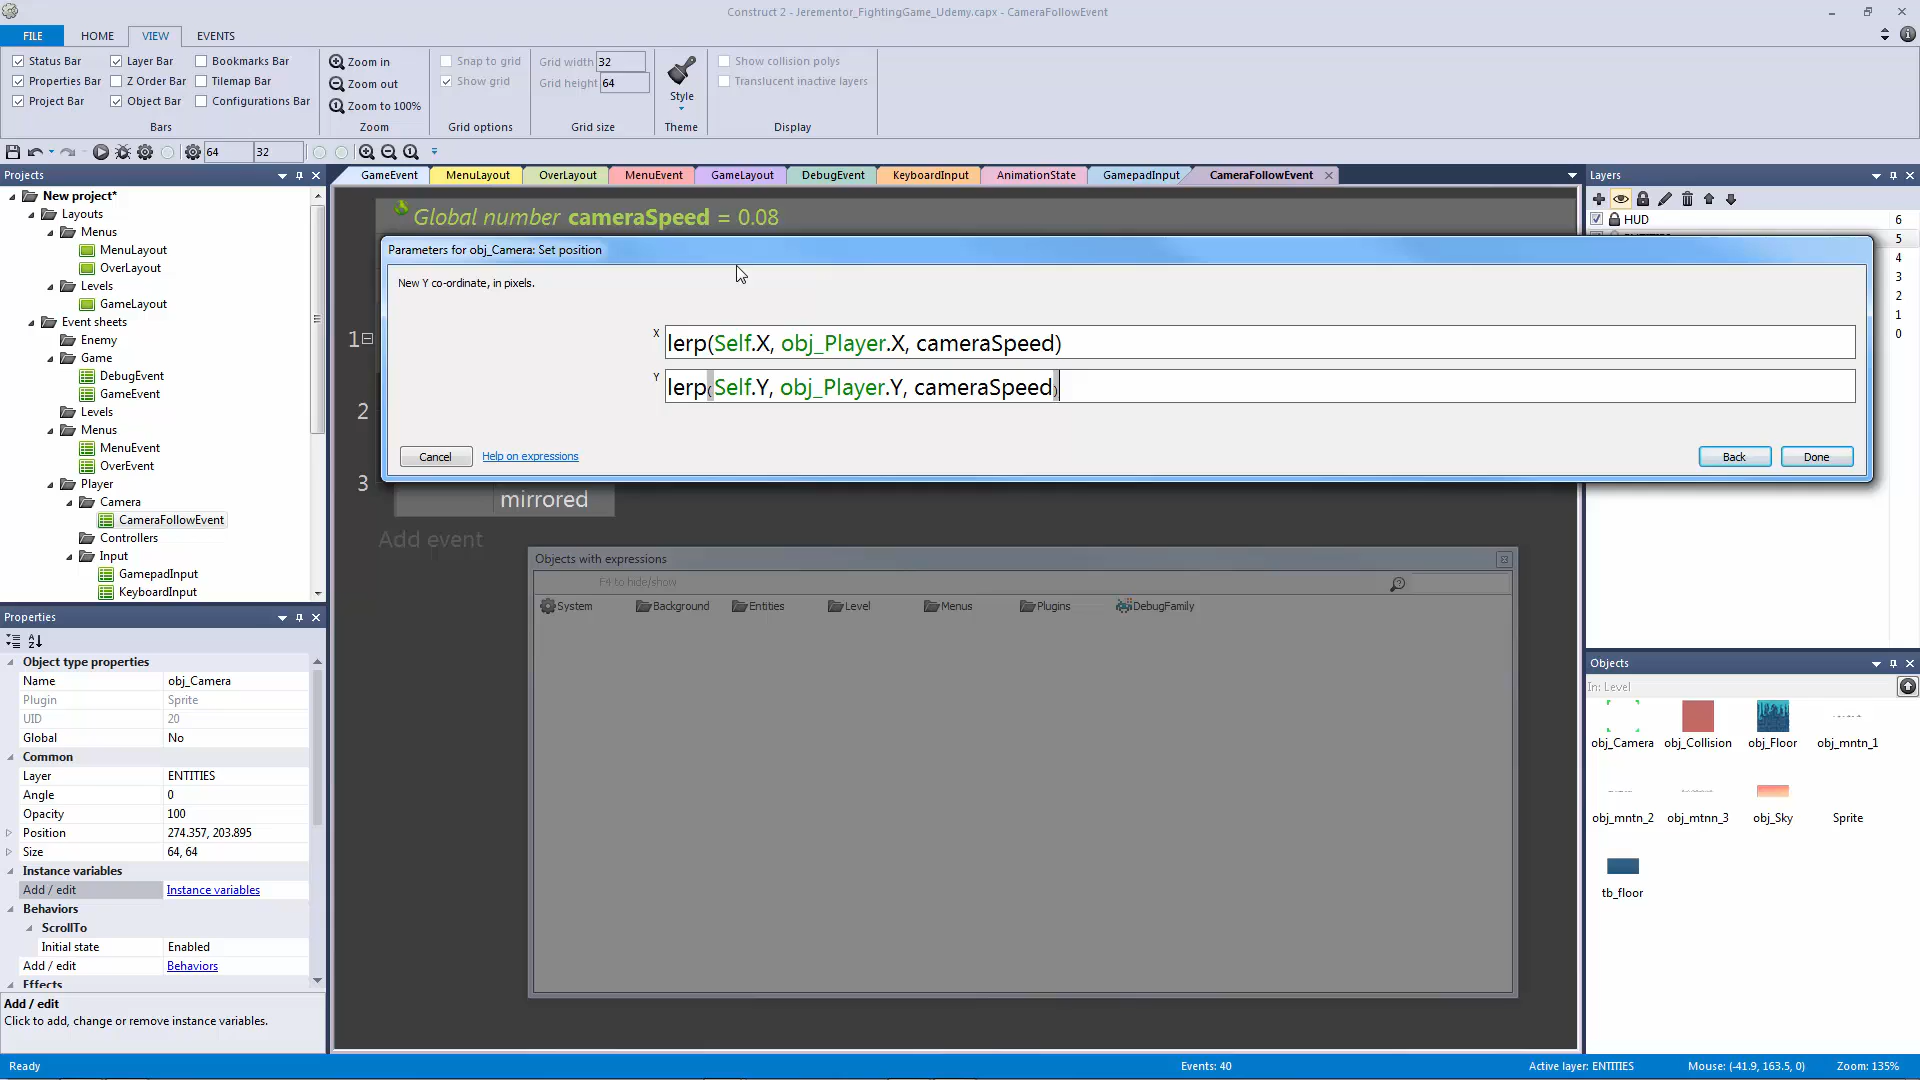 Construct 2 - Jerementor_FightingGame_Udemy.capx - CameraFollowEvent
FILE
HOME
VIEW
EVENTS
Status Bar
Layer Bar
Bookmarks Bar
Properties Bar
Z Order Bar
Tilemap Bar
Project Bar
Object Bar
Configurations Bar
Bars
Zoom in
Zoom out
Zoom to 100%
Zoom
Snap to grid
Show grid
Grid options
Grid width 32
Grid height 64
Grid size
Style
Theme
Show collision polys
Translucent inactive layers
Display
64
32
Projects
New project*
Layouts
Menus
MenuLayout
OverLayout
Levels
GameLayout
Event sheets
Enemy
Game
DebugEvent
GameEvent
Levels
Menus
MenuEvent
OverEvent
Player
Camera
CameraFollowEvent
Controllers
Input
GamepadInput
KeyboardInput
Properties
Object type properties
Name obj_Camera
Plugin Sprite
UID 20
Global No
Common
Layer ENTITIES
Angle 0
Opacity 100
Position 274.357, 203.895
Size 64, 64
Instance variables
Add / edit Instance variables
Behaviors
ScrollTo
Initial state Enabled
Add / edit Behaviors
Effects
Add / edit
Click to add, change or remove instance variables.
GameEvent
MenuLayout
OverLayout
MenuEvent
GameLayout
DebugEvent
KeyboardInput
AnimationState
GamepadInput
CameraFollowEvent
Global number cameraSpeed = 0.08
1
2
3
mirrored
Add event
Parameters for obj_Camera: Set position
New Y co-ordinate, in pixels.
X lerp(Self.X, obj_Player.X, cameraSpeed)
Y lerp(Self.Y, obj_Player.Y, cameraSpeed)
Cancel
Help on expressions
Back
Done
Objects with expressions
F4 to hide/show
System
Background
Entities
Level
Menus
Plugins
DebugFamily
Layers
HUD 6
5
4
3
2
1
0
Objects
In: Level
obj_Camera
obj_Collision
obj_Floor
obj_mntn_1
obj_mntn_2
obj_mtnn_3
obj_Sky
Sprite
tb_floor
Ready
Events: 40
Active layer: ENTITIES
Mouse: (-41.9, 163.5, 0)
Zoom: 135%